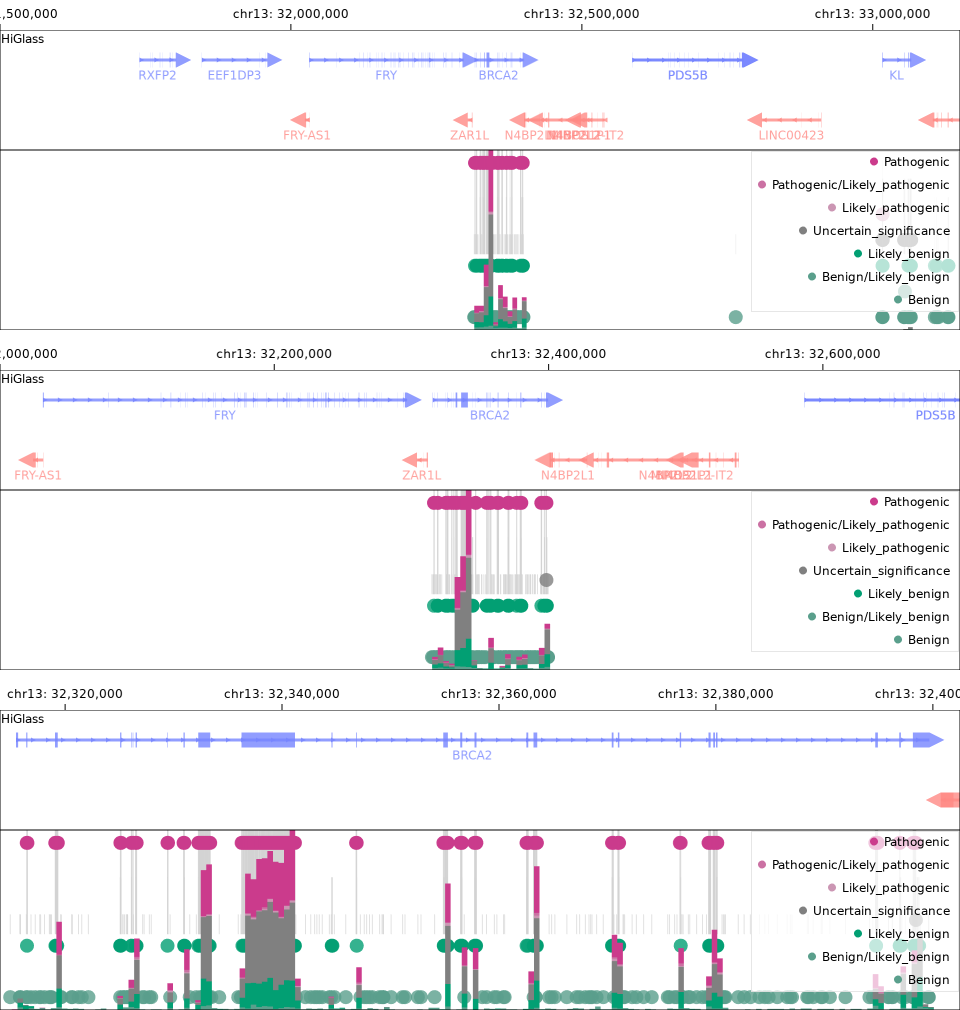 .,500,000 chr13: 32,000,000 chr13: 32,500,000 chr13: 33,000,000
HiGlass
RXFP2 EEF1DP3 FRY BRCA2 PDS5B KL
FRY-AS1 ZAR1L LINC00423
Pathogenic
Pathogenic/Likely_pathogenic
Likely_pathogenic
Uncertain_significance
Likely_benign
Benign/Likely_benign
Benign
2,000,000 chr13: 32,200,000 chr13: 32,400,000 chr13: 32,600,000
HiGlass
FRY BRCA2 PDS5B
FRY-AS1 ZAR1L N4BP2L1
Pathogenic
Pathogenic/Likely_pathogenic
Likely_pathogenic
Uncertain_significance
Likely_benign
Benign/Likely_benign
Benign
chr13: 32,320,000 chr13: 32,340,000 chr13: 32,360,000 chr13: 32,380,000 chr13: 32,400
HiGlass
BRCA2
Pathogenic
Pathogenic/Likely_pathogenic
Likely_pathogenic
Uncertain_significance
Likely_benign
Benign/Likely_benign
Benign